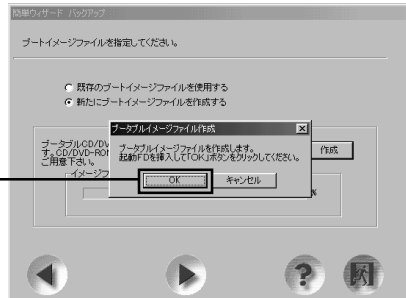 簡単ウィザード バックアップ
ブートイメージファイルを指定してください。
既存のブートイメージファイルを使用する
新たにブートイメージファイルを作成する
ブータブルイメージファイル作成
ブータブルCD/DV
す。CD/DVD-RON
ご用意下さい。
ブータブルイメージファイルを作成します。
起動FDを挿入して「OK」ボタンをクリックしてください。
作成
イメージフ
OK
キャンセル
%
?